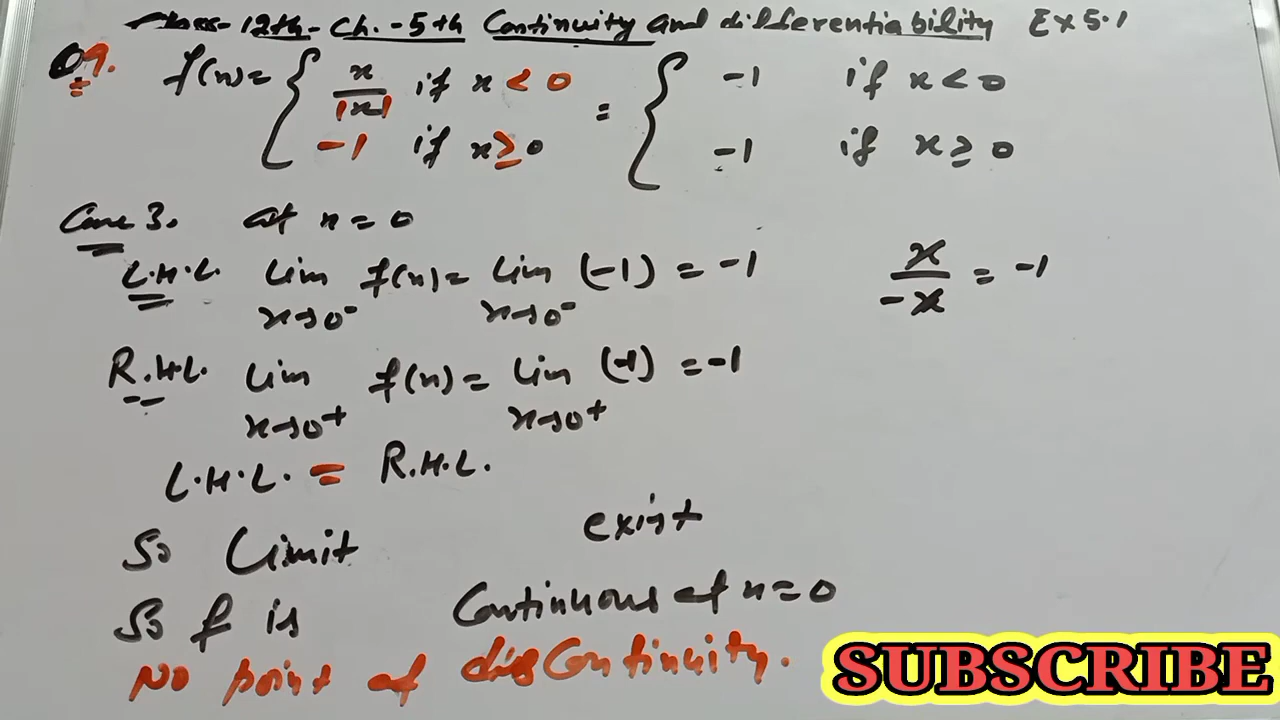 Class-12th-Ch.-5th Continuity and differentiability Ex 5.1
Q9. f(x)= { x/|x| if x < 0 = { -1 if x < 0
-1 if x ≥ 0 -1 if x ≥ 0
Case 3. at x = 0
L.H.L. lim x→0⁻ f(x) = lim x→0⁻ (-1) = -1 x/-x = -1
R.H.L. lim x→0+ f(x) = lim x→0+ (-1) = -1
L.H.L. = R.H.L.
So Limit exist
So f is Continuous at x = 0
No point of disContinuity.
SUBSCRIBE